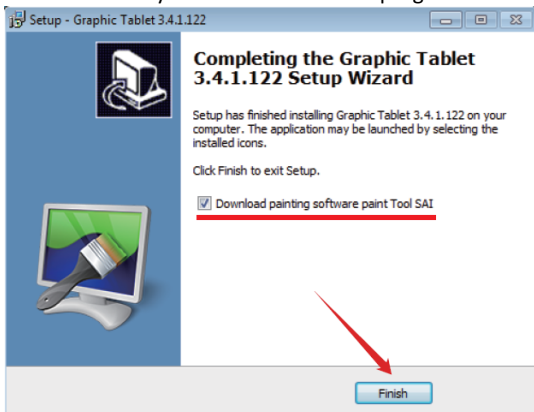 Setup - Graphic Tablet 3.4.1.122
Completing the Graphic Tablet
3.4.1.122 Setup Wizard
Setup has finished installing Graphic Tablet 3.4.1.122 on your
computer. The application may be launched by selecting the
installed icons.
Click Finish to exit Setup.
Download painting software paint Tool SAI
Finish